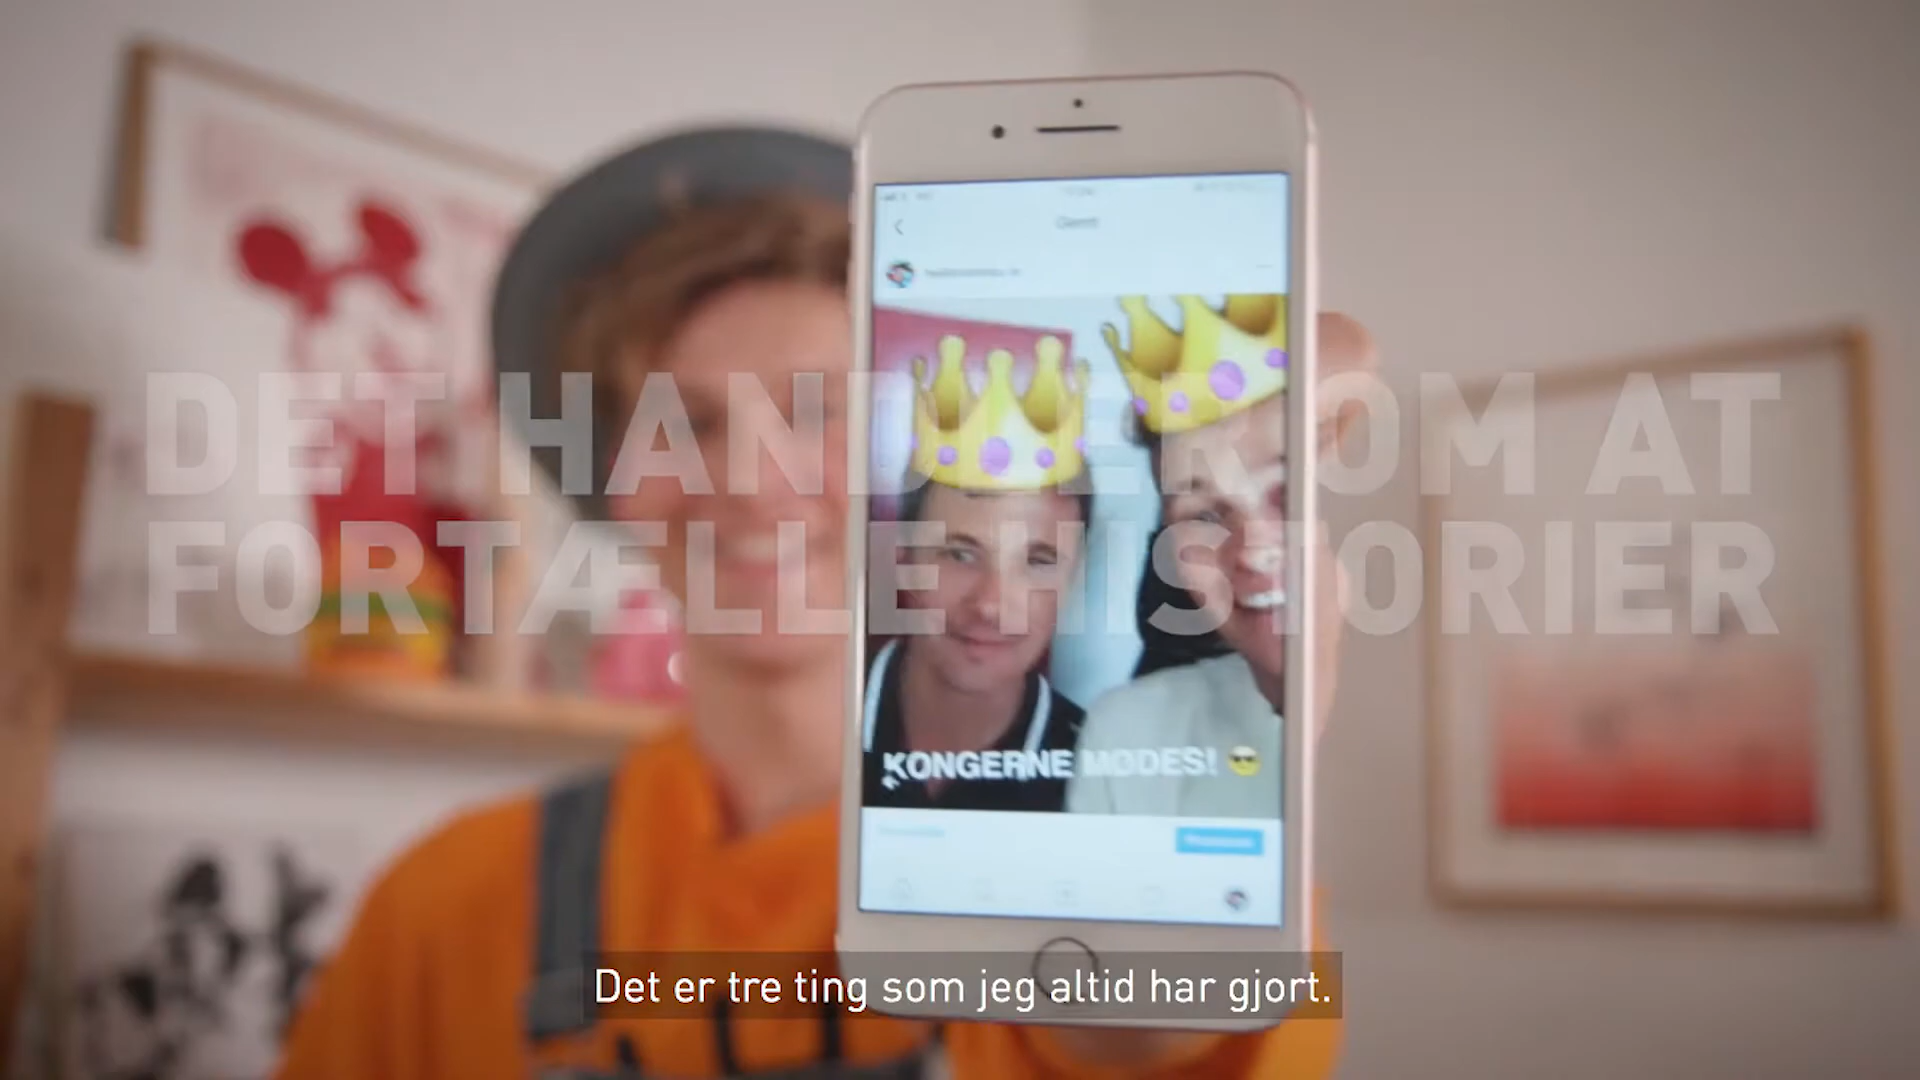 DET HANDLER OM AT
FORTÆLLE HISTORIER
KONGERNE MØDES! 😎
Det er tre ting som jeg altid har gjort.